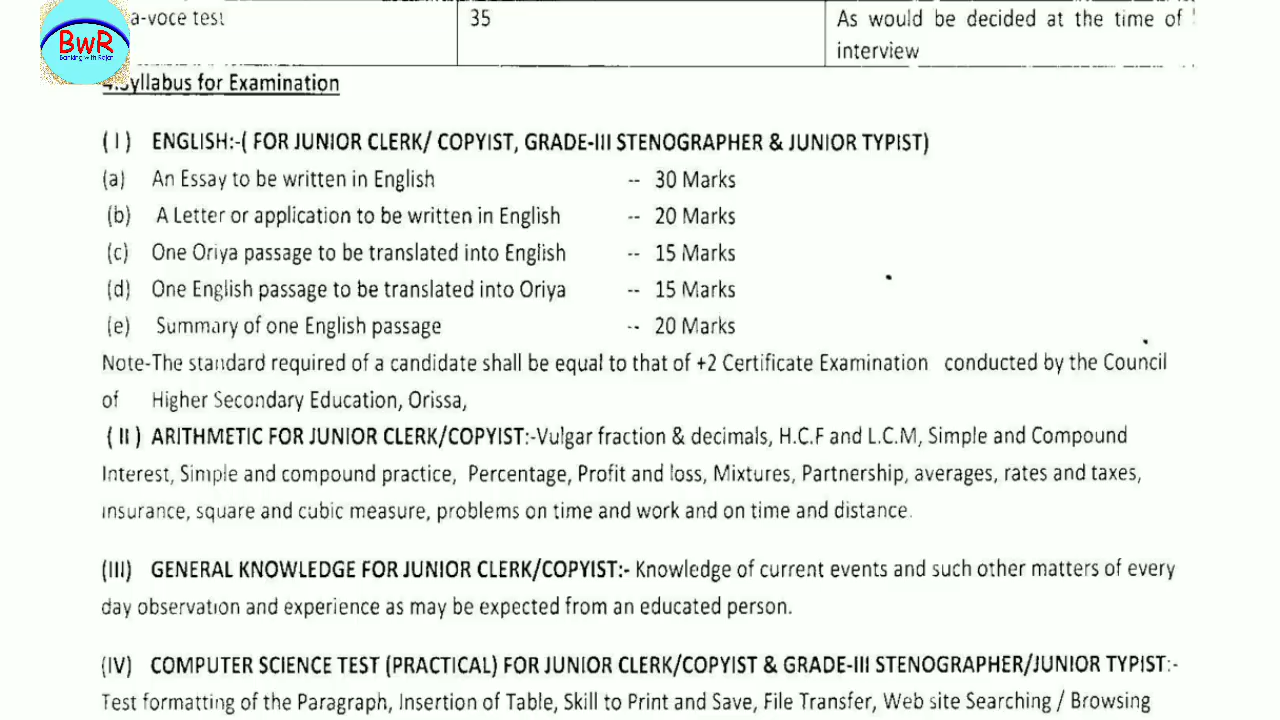 a-voce test 35 As would be decided at the time of
interview
BwR
Banking with Rajat
4.Syllabus for Examination
( I ) ENGLISH:-( FOR JUNIOR CLERK/ COPYIST, GRADE-III STENOGRAPHER & JUNIOR TYPIST)
(a) An Essay to be written in English -- 30 Marks
(b) A Letter or application to be written in English -- 20 Marks
(c) One Oriya passage to be translated into English -- 15 Marks
(d) One English passage to be translated into Oriya -- 15 Marks
(e) Summary of one English passage -- 20 Marks
Note-The standard required of a candidate shall be equal to that of +2 Certificate Examination conducted by the Council
of Higher Secondary Education, Orissa,
( II ) ARITHMETIC FOR JUNIOR CLERK/COPYIST:-Vulgar fraction & decimals, H.C.F and L.C.M, Simple and Compound
Interest, Simple and compound practice, Percentage, Profit and loss, Mixtures, Partnership, averages, rates and taxes,
insurance, square and cubic measure, problems on time and work and on time and distance.
(III) GENERAL KNOWLEDGE FOR JUNIOR CLERK/COPYIST:- Knowledge of current events and such other matters of every
day observation and experience as may be expected from an educated person.
(IV) COMPUTER SCIENCE TEST (PRACTICAL) FOR JUNIOR CLERK/COPYIST & GRADE-III STENOGRAPHER/JUNIOR TYPIST:-
Test formatting of the Paragraph, Insertion of Table, Skill to Print and Save, File Transfer, Web site Searching / Browsing